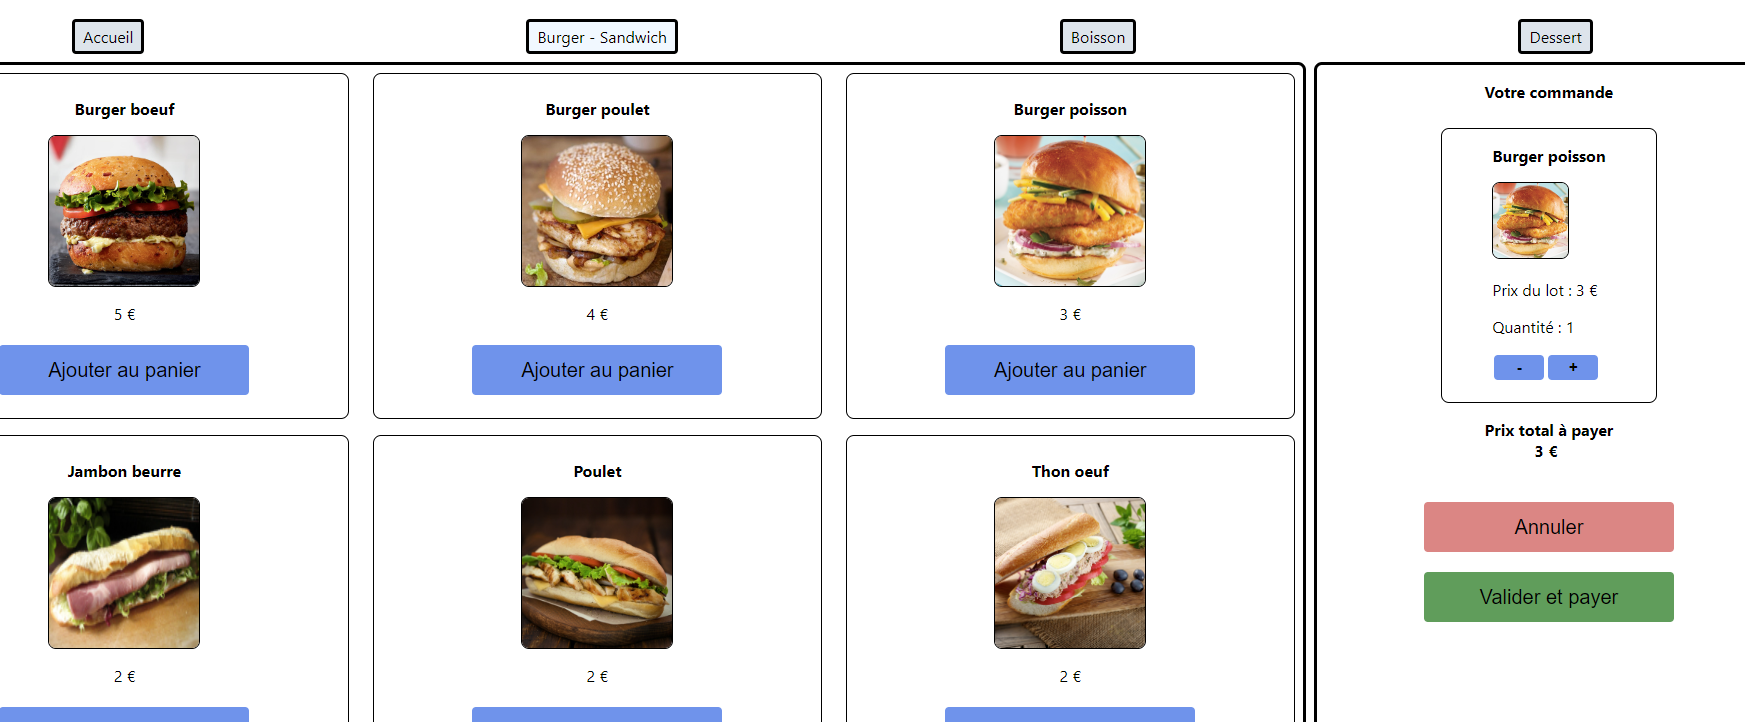 Accueil
Burger - Sandwich
Boisson
Dessert
Burger boeuf
5 €
Ajouter au panier
Burger poulet
4 €
Ajouter au panier
Burger poisson
3 €
Ajouter au panier
Jambon beurre
2 €
Poulet
2 €
Thon oeuf
2 €
Votre commande
Burger poisson
Prix du lot : 3 €
Quantité : 1
- +
Prix total à payer
3 €
Annuler
Valider et payer